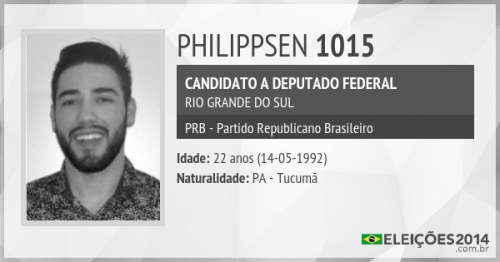 PHILIPPSEN 1015
CANDIDATO A DEPUTADO FEDERAL
RIO GRANDE DO SUL
PRB - Partido Republicano Brasileiro
Idade: 22 anos (14-05-1992)
Naturalidade: PA - Tucumã
ELEIÇÕES2014
.com.br